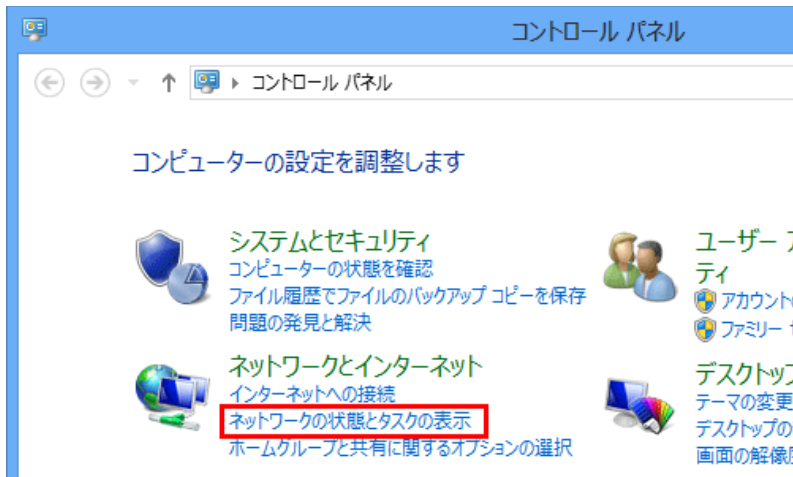 コントロール パネル
コントロール パネル
コンピューターの設定を調整します
システムとセキュリティ
コンピューターの状態を確認
ファイル履歴でファイルのバックアップ コピーを保存
問題の発見と解決
ネットワークとインターネット
インターネットへの接続
ネットワークの状態とタスクの表示
ホームグループと共有に関するオプションの選択
ユーザー
ティ
アカウント
ファミリー
デスクトップ
テーマの変更
デスクトップの
画面の解像